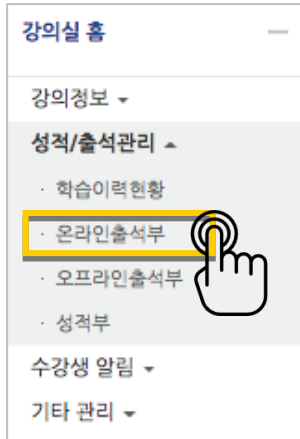 강의실 홈
강의정보 ▾
성적/출석관리 ▴
· 학습이력현황
· 온라인출석부
· 오프라인출석부
· 성적부
수강생 알림 ▾
기타 관리 ▾